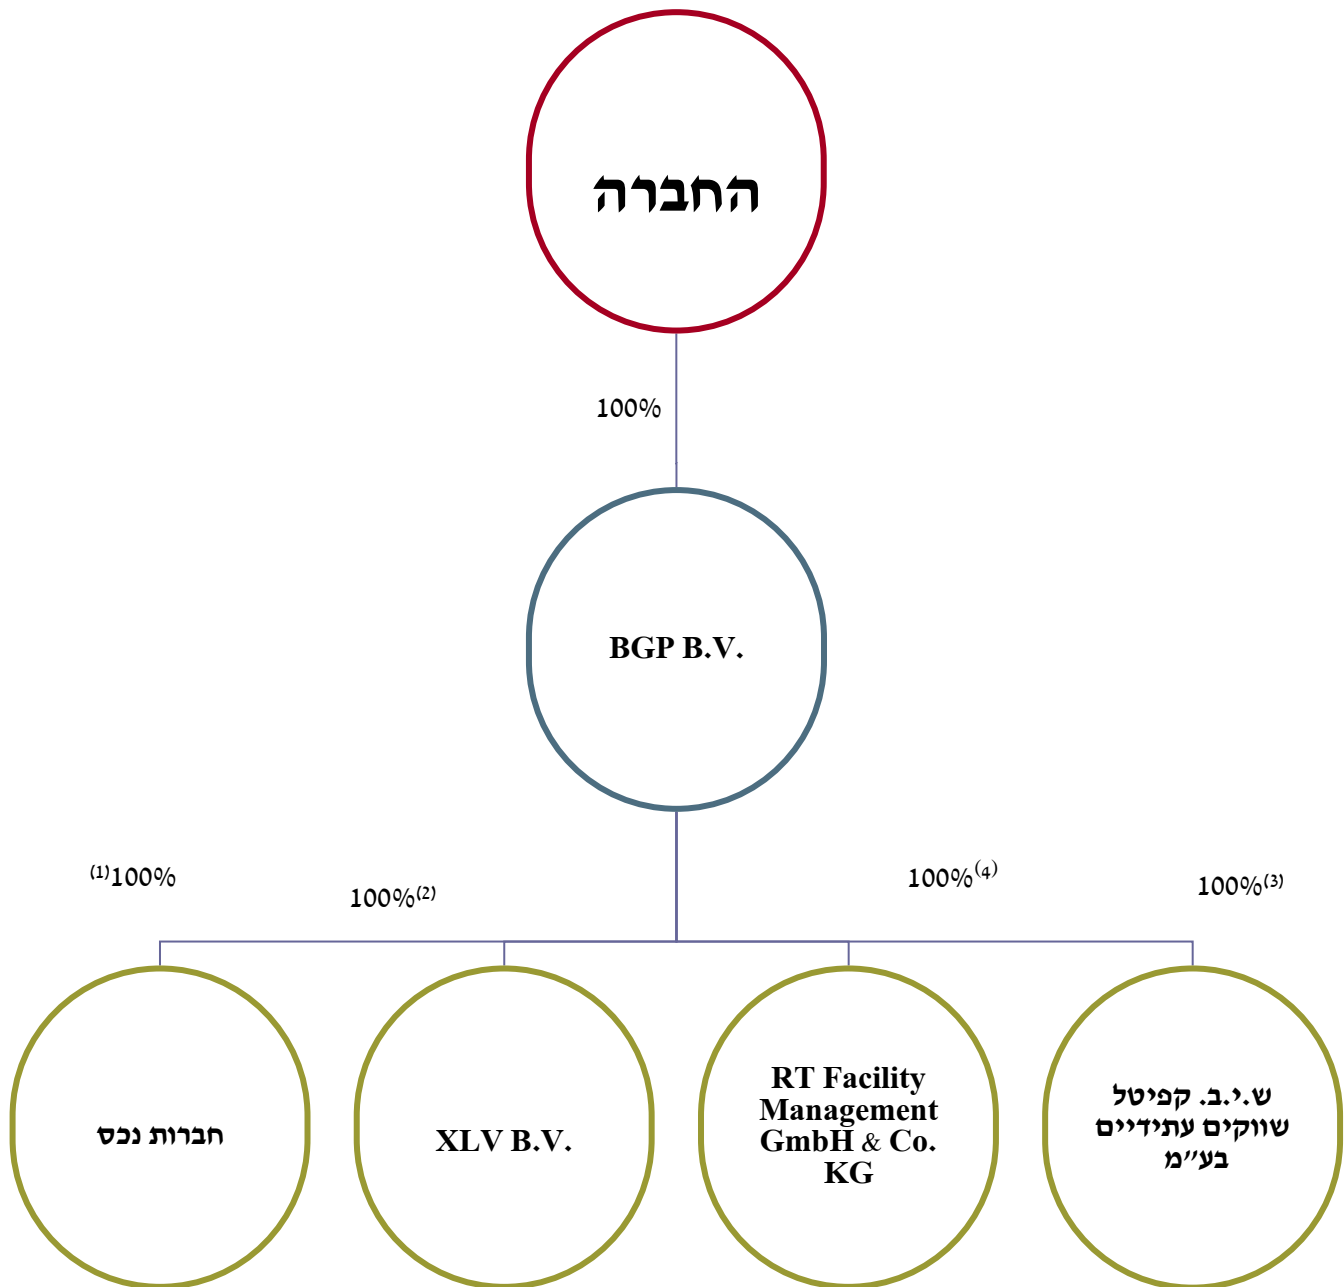 החברה
100%
BGP B.V.
(1)100%
100%(2)
100%(4)
100%(3)
חברות נכס
XLV B.V.
RT Facility
Management
GmbH & Co.
KG
ש.י.ב. קפיטל
שווקים עתידיים
בע״מ